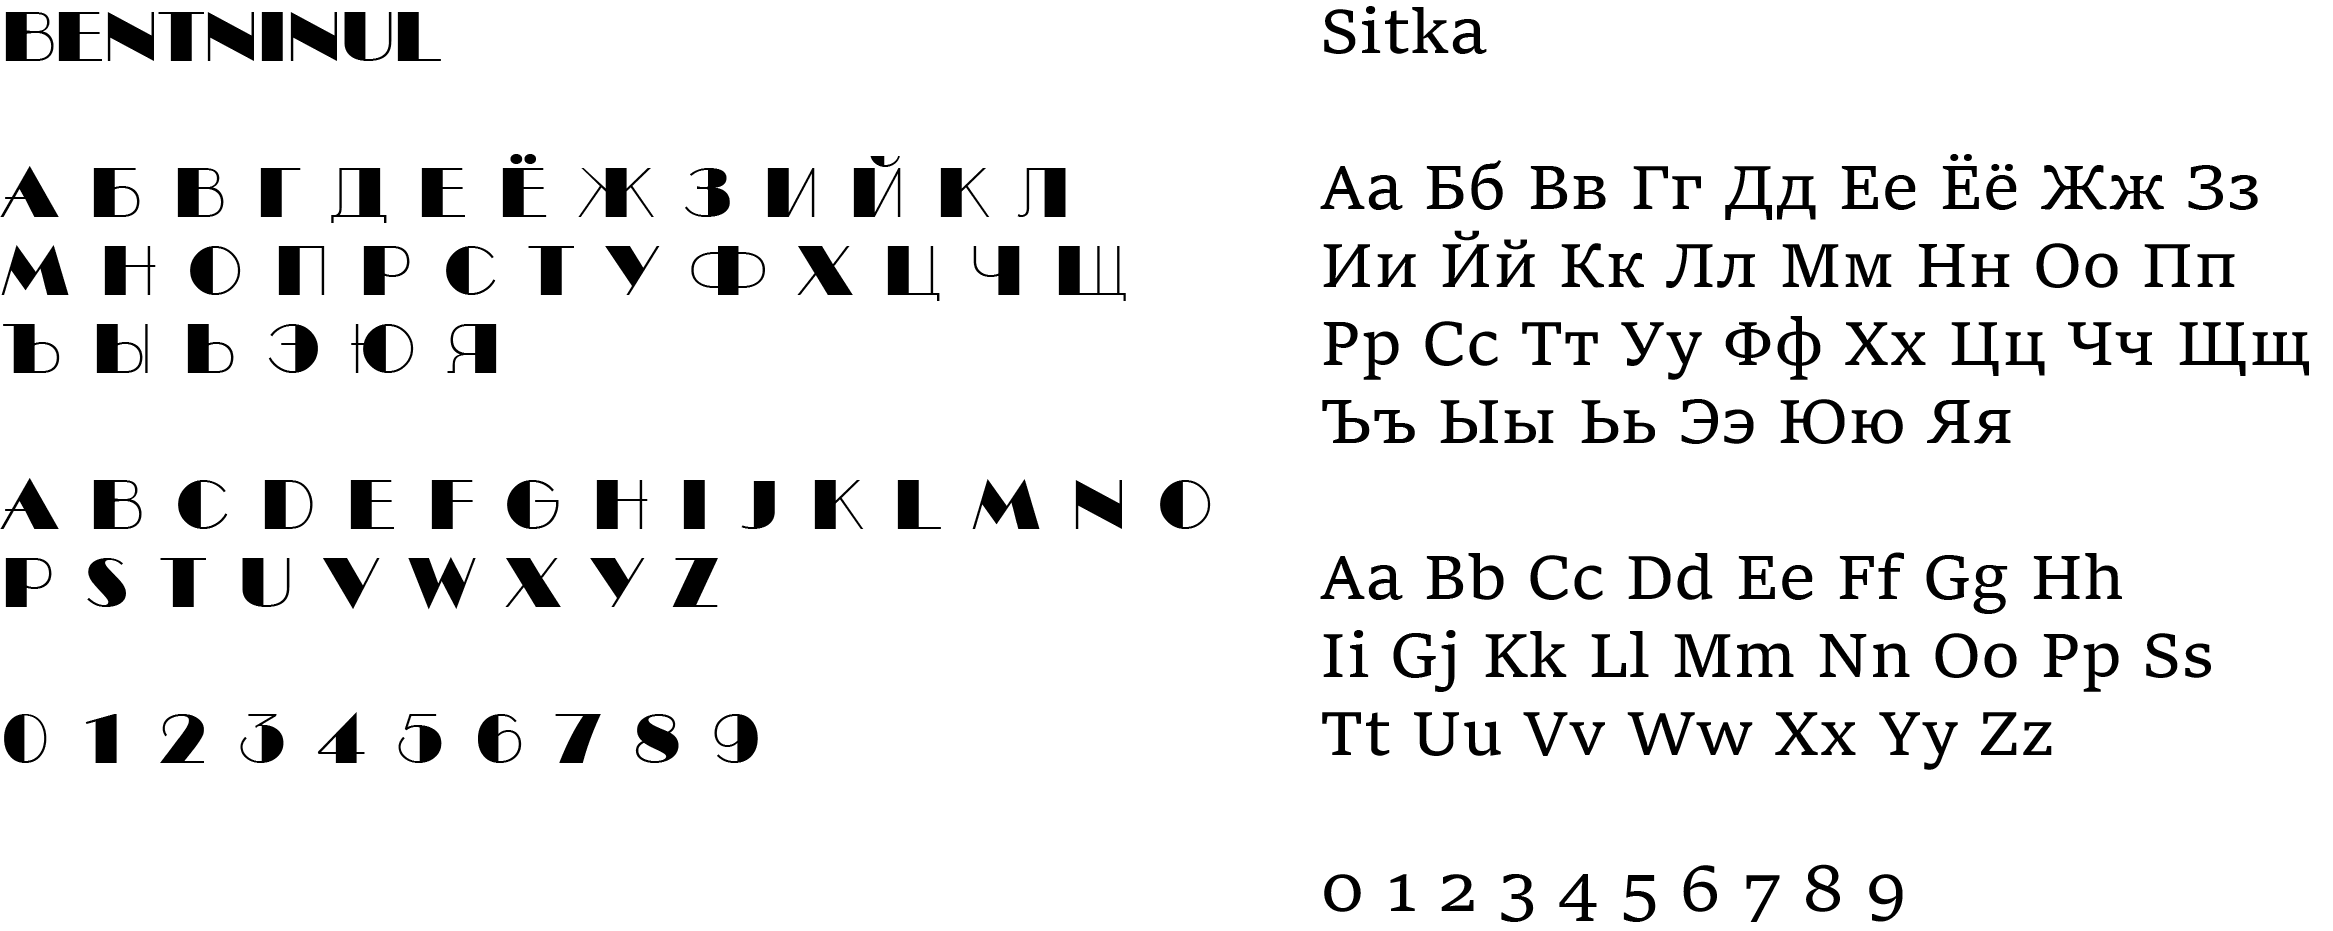 BENTNINUL
А Б В Г Д Е Ё Ж З И Й К Л
М Н О П Р С Т У Ф Х Ц Ч Щ
Ъ Ы Ь Э Ю Я
A B C D E F G H I J K L M N O
P S T U V W X Y Z
0 1 2 3 4 5 6 7 8 9
Sitka
Аа Бб Вв Гг Дд Ее Ёё Жж Зз
Ии Йй Кк Лл Мм Нн Оо Пп
Рр Сс Тт Уу Фф Хх Цц Чч Щщ
Ъъ Ыы Ьь Ээ Юю Яя
Aa Bb Cc Dd Ee Ff Gg Hh
Ii Gj Kk Ll Mm Nn Oo Pp Ss
Tt Uu Vv Ww Xx Yy Zz
0 1 2 3 4 5 6 7 8 9